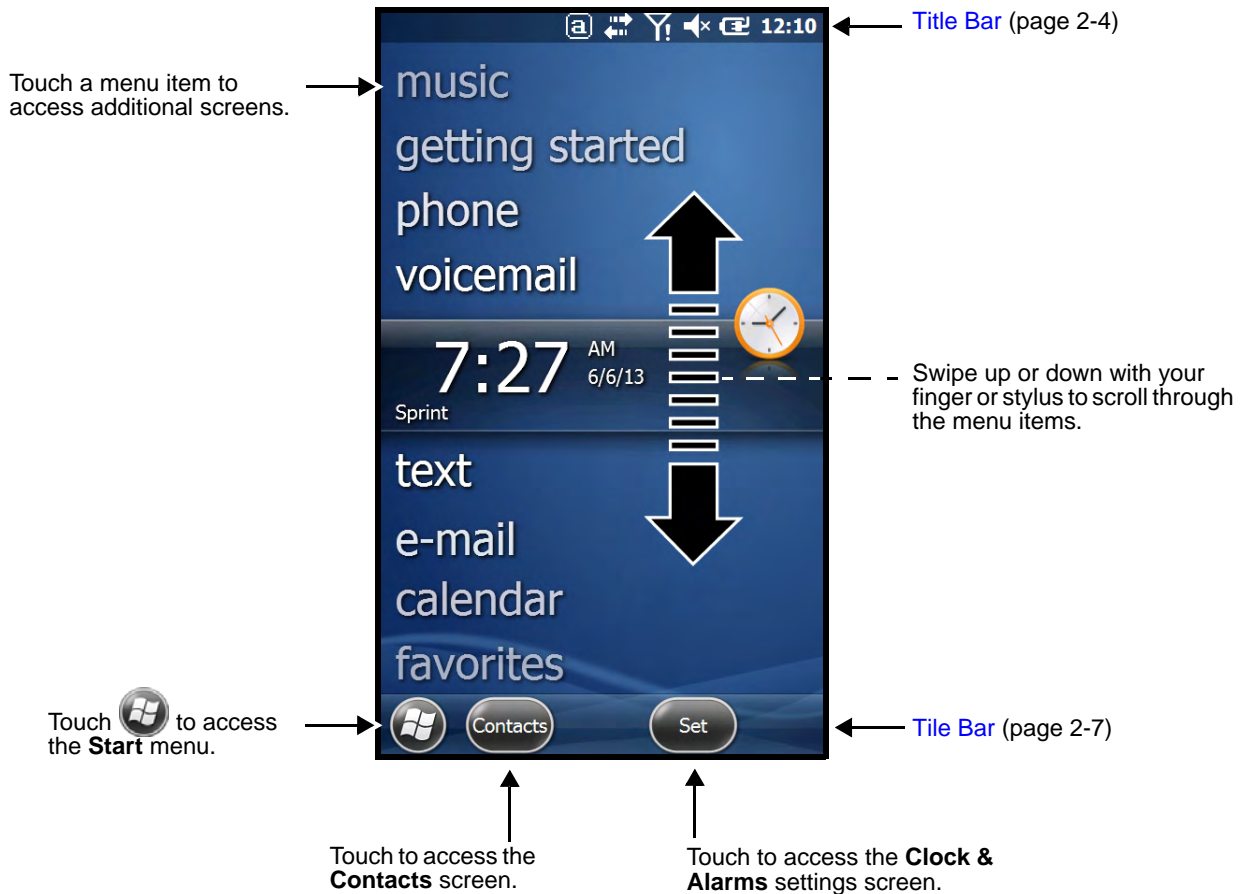 a 12:10
Title Bar (page 2-4)
Touch a menu item to
access additional screens.
music
getting started
phone
voicemail
7:27 AM
6/6/13
Sprint
Swipe up or down with your
finger or stylus to scroll through
the menu items.
text
e-mail
calendar
favorites
Touch to access
the Start menu.
Contacts
Set
Tile Bar (page 2-7)
Touch to access the
Contacts screen.
Touch to access the Clock &
Alarms settings screen.